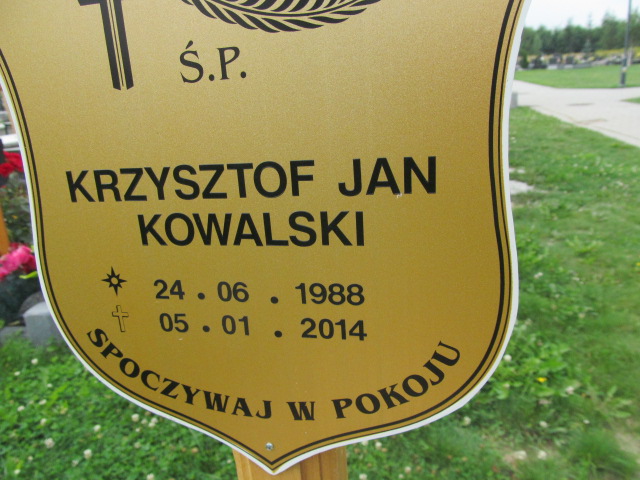 Ś.P.
KRZYSZTOF JAN
KOWALSKI
24 . 06 . 1988
05 . 01 . 2014
SPOCZYWAJ W POKOJU